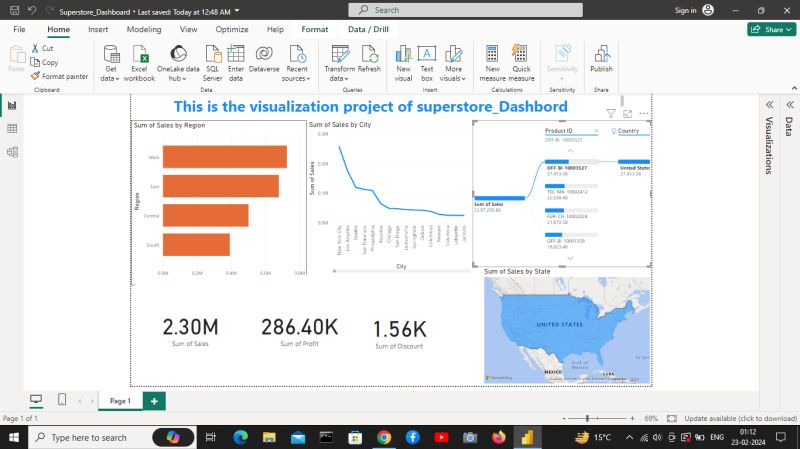 Superstore_Dashboard • Last saved: Today at 12:48 AM
Search
Sign in
File Home Insert Modeling View Optimize Help Format Data / Drill
Share
Paste
Cut
Copy
Format painter
Get data
Excel workbook
OneLake data hub
SQL Server
Enter data
Dataverse
Recent sources
Transform data
Refresh
New visual
Text box
More visuals
New measure
Quick measure
Sensitivity
Publish
Clipboard Data Queries Insert Calculations Sensitivity Share
This is the visualization project of superstore_Dashbord
Sum of Sales by Region
Region
West
East
Central
South
0.0M 0.2M 0.4M 0.6M 0.8M
Sum of Sales by City
Sum of Sales
0.3M
0.2M
0.1M
0.0M
New York City
Los Angeles
Seattle
San Francisco
Philadelphia
Houston
Chicago
San Diego
Jacksonville
Springfield
Detroit
Columbus
Newark
Columbia
Lafayette
Jackson
City
Product ID
Country
OFF-BI-10003527
Sum of Sales
22,97,200.86
OFF-BI-10003527
27,453.38
United States
27,453.38
TEC-MA-10002412
22,638.48
FUR-CH-10002024
21,870.58
OFF-BI-10001359
19,823.48
2.30M
Sum of Sales
286.40K
Sum of Profit
1.56K
Sum of Discount
Sum of Sales by State
UNITED STATES
MEXICO
Gulf of
Mexico
CUBA
Visualizations
Data
Page 1
Page 1 of 1
69%
Update available (click to download)
Type here to search
15°C
ENG
01:12
23-02-2024